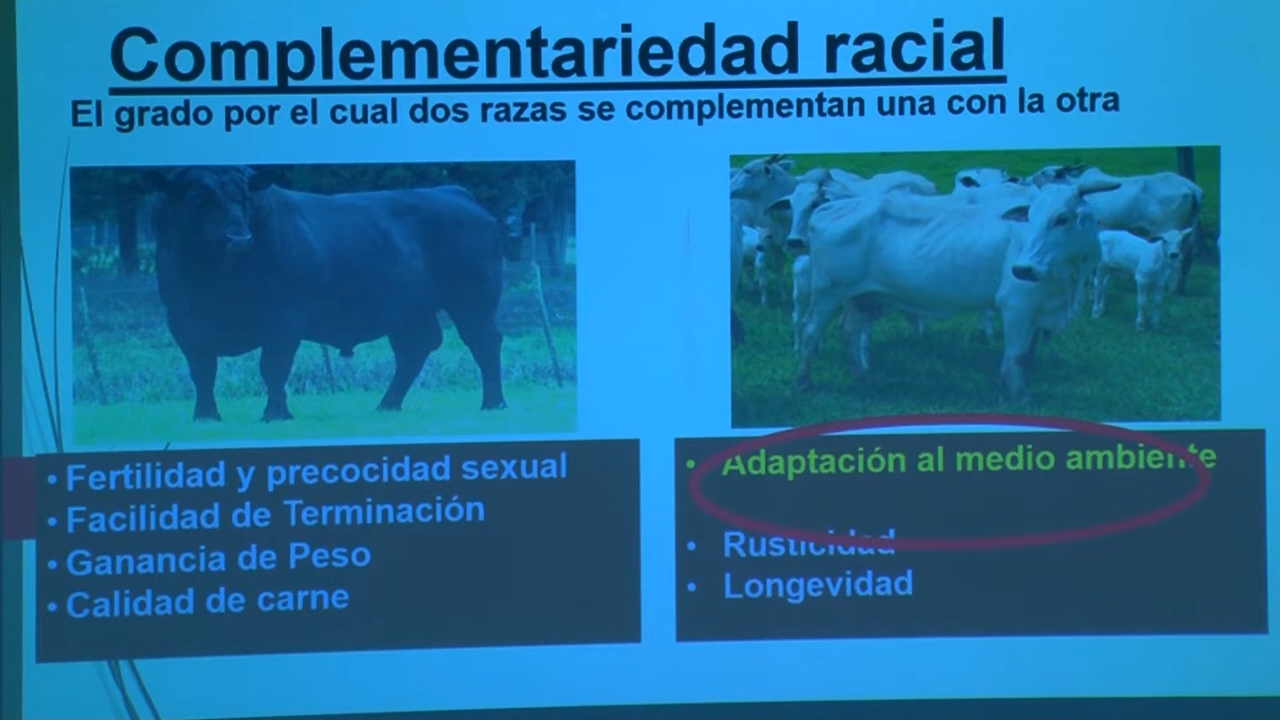 Complementariedad racial
El grado por el cual dos razas se complementan una con la otra
• Fertilidad y precocidad sexual
• Facilidad de Terminación
• Ganancia de Peso
• Calidad de carne
• Adaptación al medio ambiente
• Rusticidad
• Longevidad